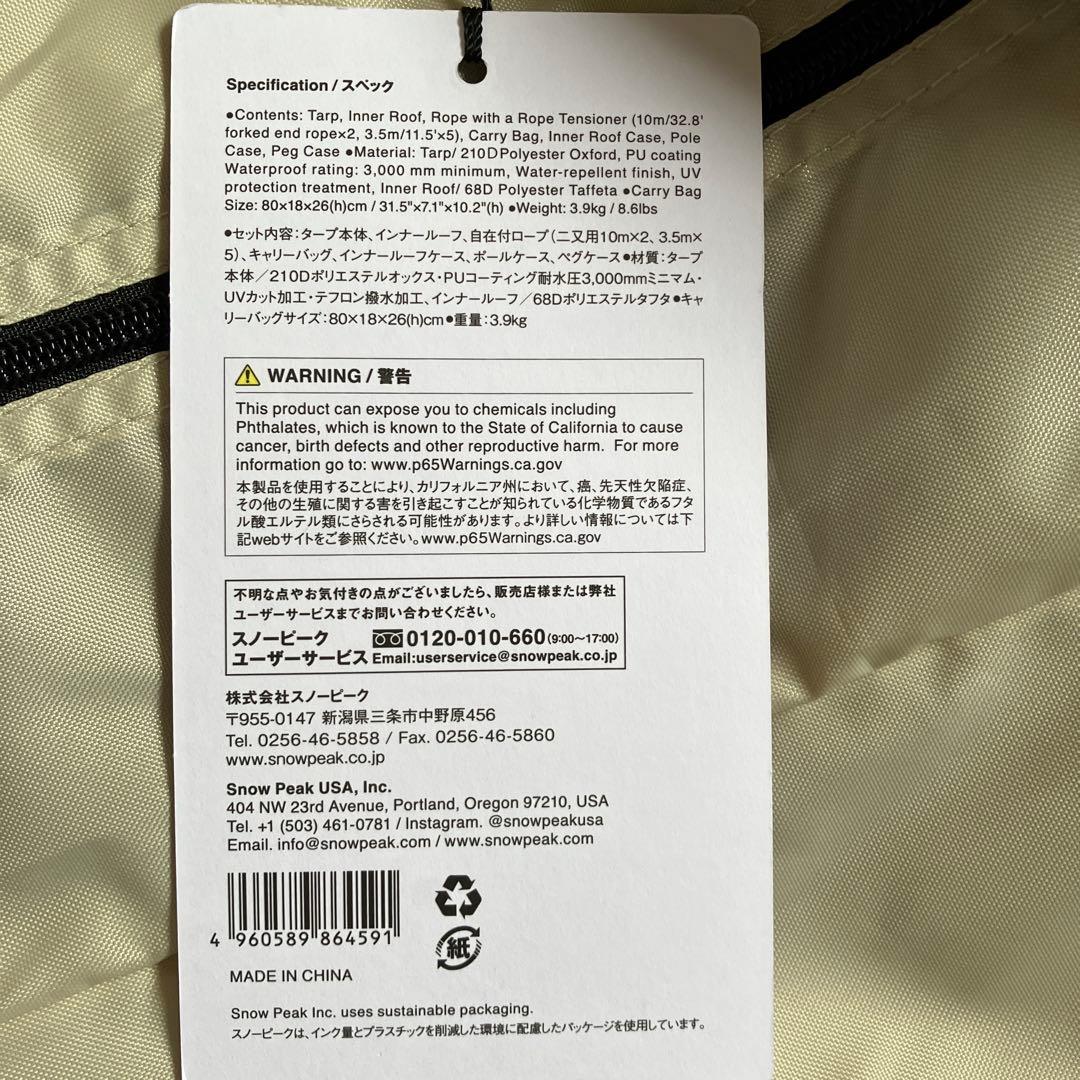 Specification / スペック
●Contents: Tarp, Inner Roof, Rope with a Rope Tensioner (10m/32.8'
forked end rope×2, 3.5m/11.5'×5), Carry Bag, Inner Roof Case, Pole
Case, Peg Case ●Material: Tarp/ 210D Polyester Oxford, PU coating
Waterproof rating: 3,000 mm minimum, Water-repellent finish, UV
protection treatment, Inner Roof/ 68D Polyester Taffeta ●Carry Bag
Size: 80×18×26(h)cm / 31.5"×7.1"×10.2"(h) ●Weight: 3.9kg / 8.6lbs
●セット内容：タープ本体、インナールーフ、自在付ロープ（二又用10m×2、3.5m×
5）、キャリーバッグ、インナールーフケース、ポールケース、ペグケース●材質：タープ
本体／210Dポリエステルオックス・PUコーティング耐水圧3,000mmミニマム・
UVカット加工・テフロン撥水加工、インナールーフ／68Dポリエステルタフタ●キャ
リーバッグサイズ：80×18×26(h)cm●重量：3.9kg
WARNING / 警告
This product can expose you to chemicals including
Phthalates, which is known to the State of California to cause
cancer, birth defects and other reproductive harm. For more
information go to: www.p65Warnings.ca.gov
本製品を使用することにより、カリフォルニア州において、癌、先天性欠陥症、
その他の生殖に関する害を引き起こすことが知られている化学物質であるフタ
ル酸エルテル類にさらされる可能性があります。より詳しい情報については下
記webサイトをご参照ください。www.p65Warnings.ca.gov
不明な点やお気付きの点がございましたら、販売店様または弊社
ユーザーサービスまでお問い合わせください。
スノーピーク 0120-010-660(9:00～17:00)
ユーザーサービス Email:userservice@snowpeak.co.jp
株式会社スノーピーク
〒955-0147 新潟県三条市中野原456
Tel. 0256-46-5858 / Fax. 0256-46-5860
www.snowpeak.co.jp
Snow Peak USA, Inc.
404 NW 23rd Avenue, Portland, Oregon 97210, USA
Tel. +1 (503) 461-0781 / Instagram. @snowpeakusa
Email. info@snowpeak.com / www.snowpeak.com
4 960589 864591
紙
MADE IN CHINA
Snow Peak Inc. uses sustainable packaging.
スノーピークは、インク量とプラスチックを削減した環境に配慮したパッケージを使用しています。